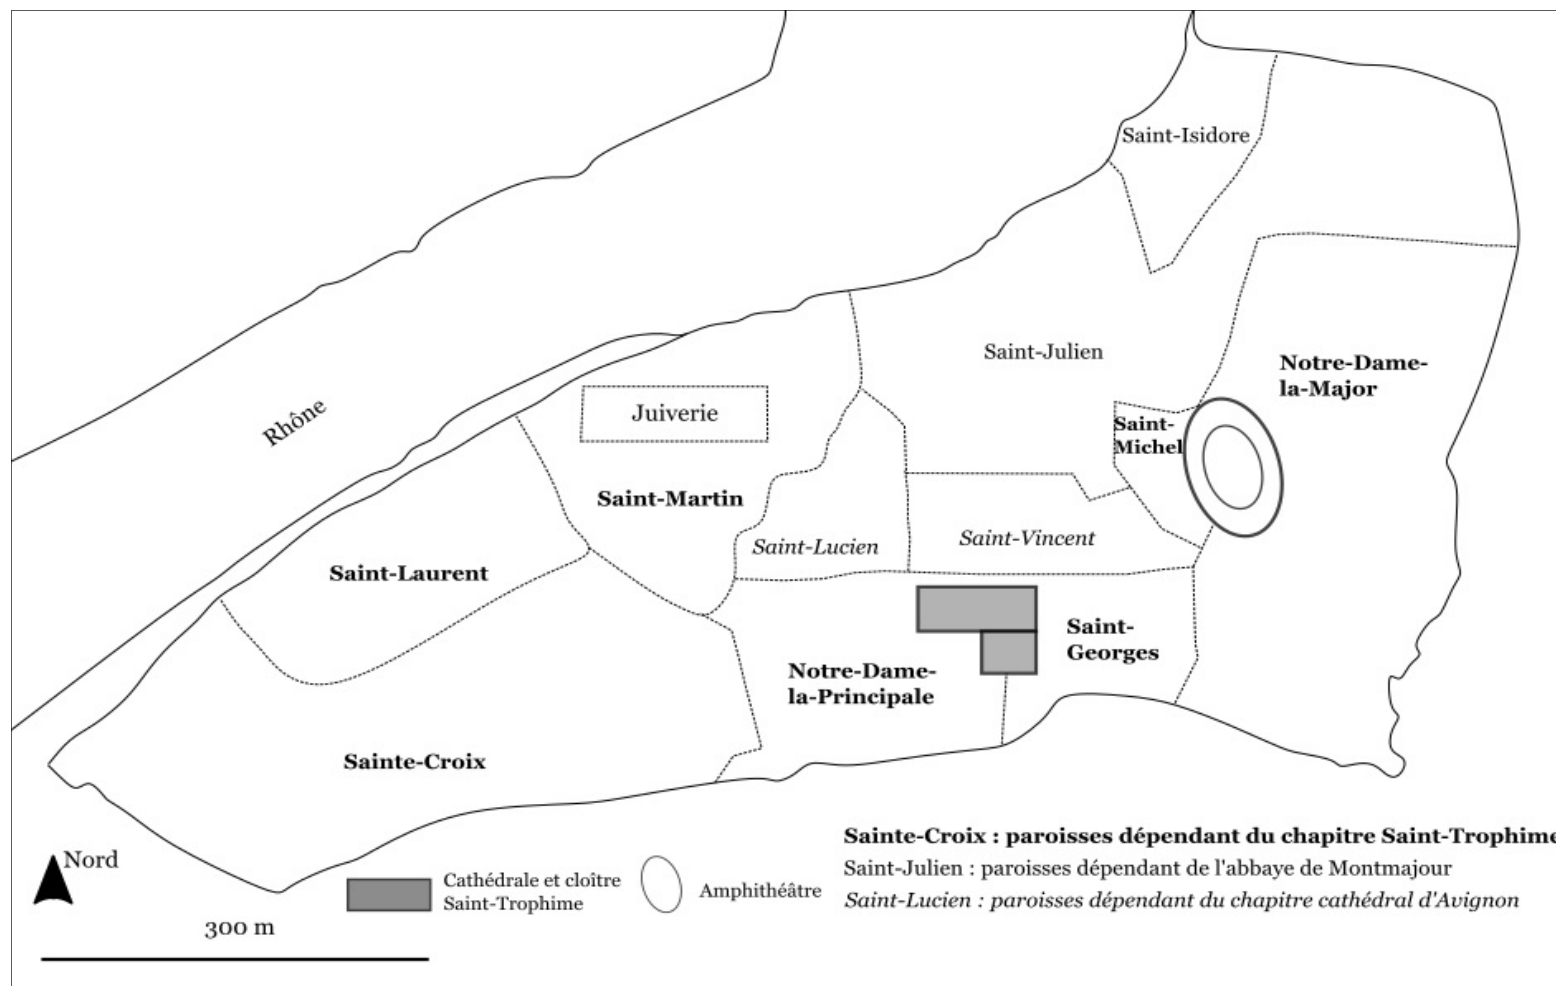 Saint-Isidore
Saint-Julien
Notre-Dame-
la-Major
Rhône
Juiverie
Saint-
Michel
Saint-Martin
Saint-Lucien
Saint-Vincent
Saint-Laurent
Saint-
Georges
Notre-Dame-
la-Principale
Sainte-Croix
Nord
300 m
Cathédrale et cloître
Saint-Trophime
Amphithéâtre
Sainte-Croix : paroisses dépendant du chapitre Saint-Trophime
Saint-Julien : paroisses dépendant de l'abbaye de Montmajour
Saint-Lucien : paroisses dépendant du chapitre cathédral d'Avignon